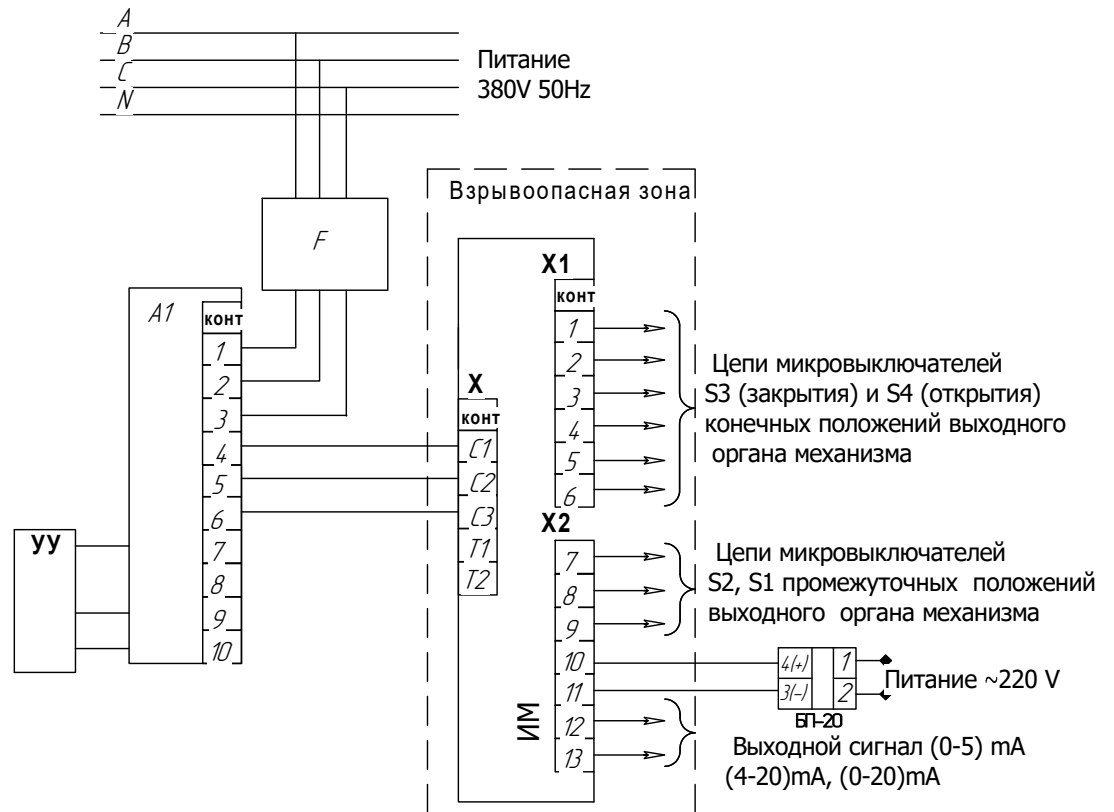 A
B
C
N
Питание
380V 50Hz
Взрывоопасная зона
F
A1
конт
1
2
3
4
5
6
7
8
9
10
УУ
X
конт
C1
C2
C3
T1
T2
X1
конт
1
2
3
4
5
6
X2
7
8
9
10
11
12
13
ИМ
Цепи микровыключателей
S3 (закрытия) и S4 (открытия)
конечных положений выходного
органа механизма
Цепи микровыключателей
S2, S1 промежуточных положений
выходного органа механизма
4(+) 1
3(–) 2
БП-20
Питание ~220 V
Выходной сигнал (0-5) mA
(4-20)mA, (0-20)mA